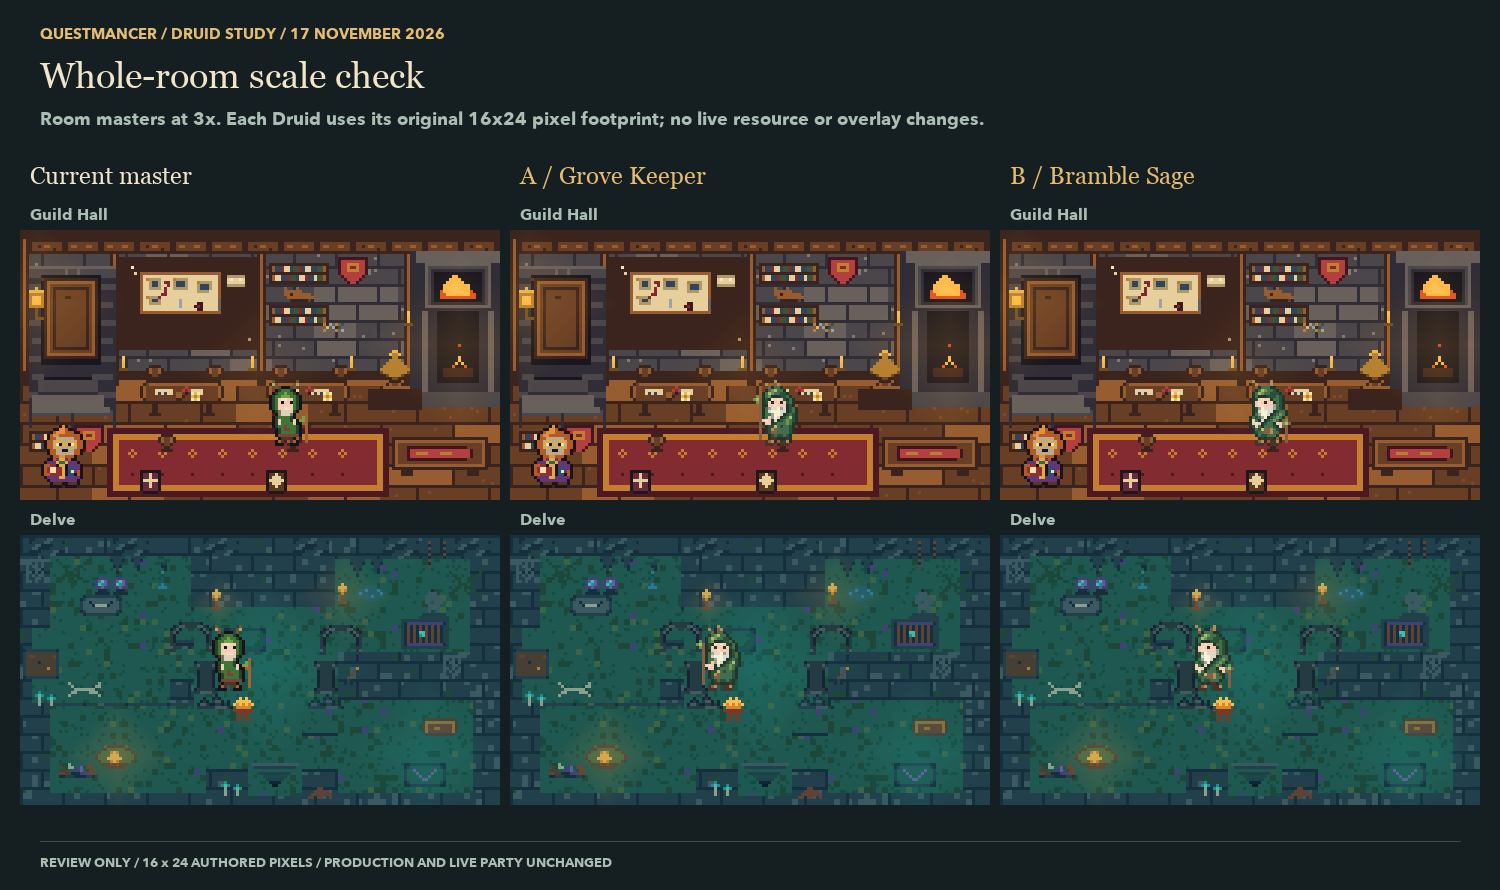 QUESTMANCER / DRUID STUDY / 17 NOVEMBER 2026
Whole-room scale check
Room masters at 3x. Each Druid uses its original 16x24 pixel footprint; no live resource or overlay changes.
Current master
A / Grove Keeper
B / Bramble Sage
Guild Hall
Guild Hall
Guild Hall
Delve
Delve
Delve
REVIEW ONLY / 16 x 24 AUTHORED PIXELS / PRODUCTION AND LIVE PARTY UNCHANGED